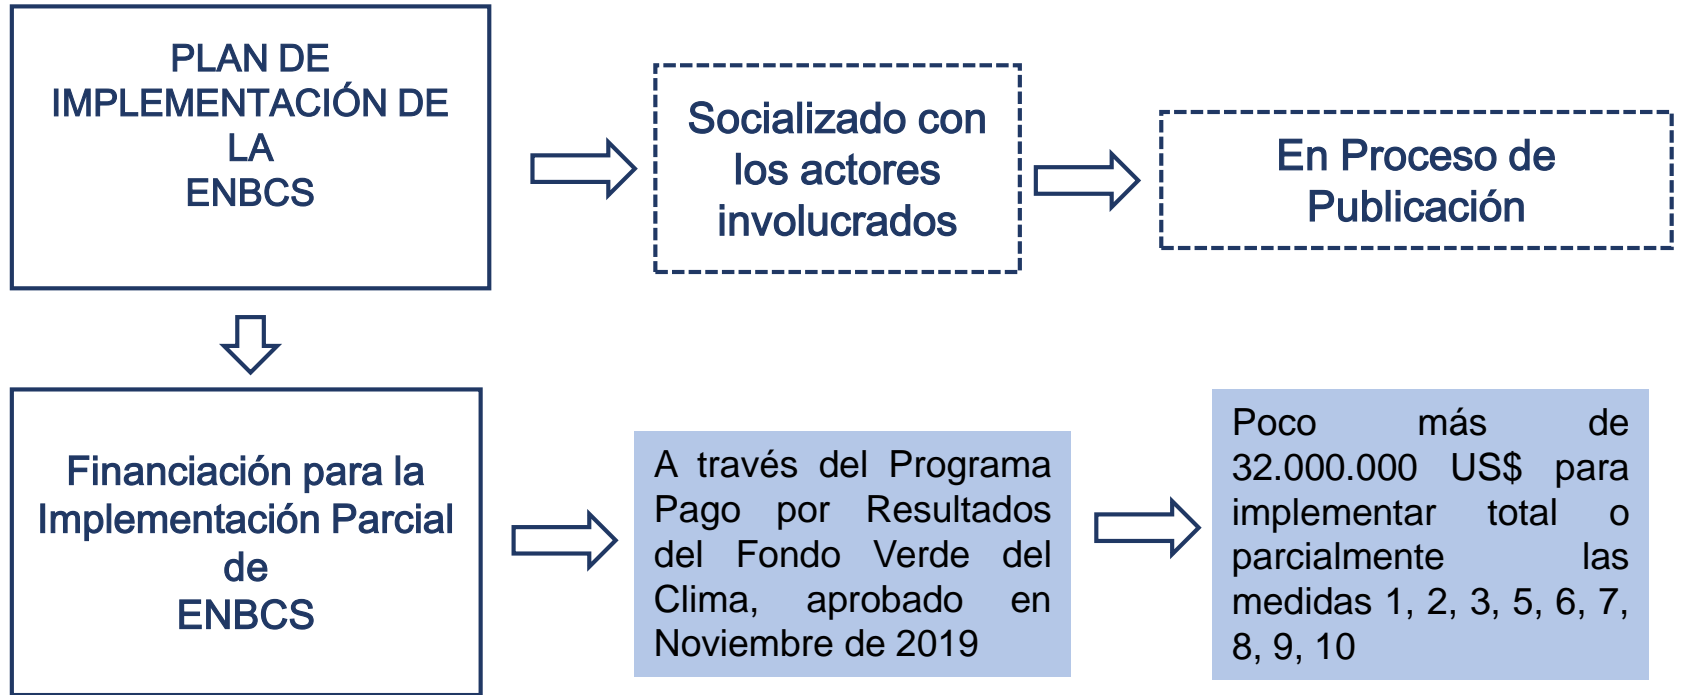 PLAN DE
IMPLEMENTACIÓN DE
LA
ENBCS
Socializado con
los actores
involucrados
En Proceso de
Publicación
Financiación para la
Implementación Parcial
de
ENBCS
A través del Programa
Pago por Resultados
del Fondo Verde del
Clima, aprobado en
Noviembre de 2019
Poco más de
32.000.000 US$ para
implementar total o
parcialmente las
medidas 1, 2, 3, 5, 6, 7,
8, 9, 10